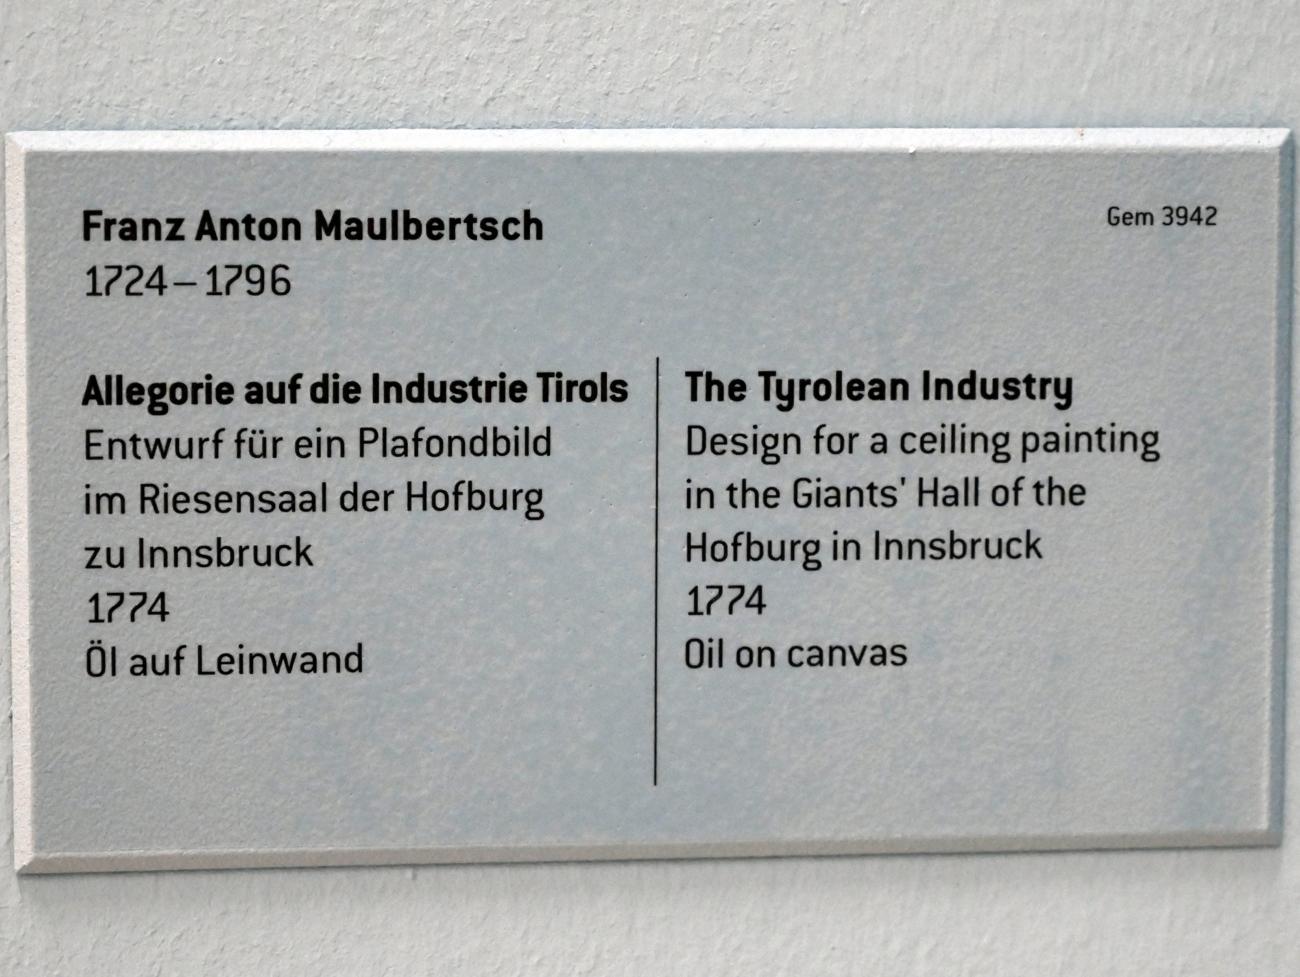 Franz Anton Maulbertsch
1724 – 1796
Gem 3942
Allegorie auf die Industrie Tirols
Entwurf für ein Plafondbild
im Riesensaal der Hofburg
zu Innsbruck
1774
Öl auf Leinwand
The Tyrolean Industry
Design for a ceiling painting
in the Giants' Hall of the
Hofburg in Innsbruck
1774
Oil on canvas